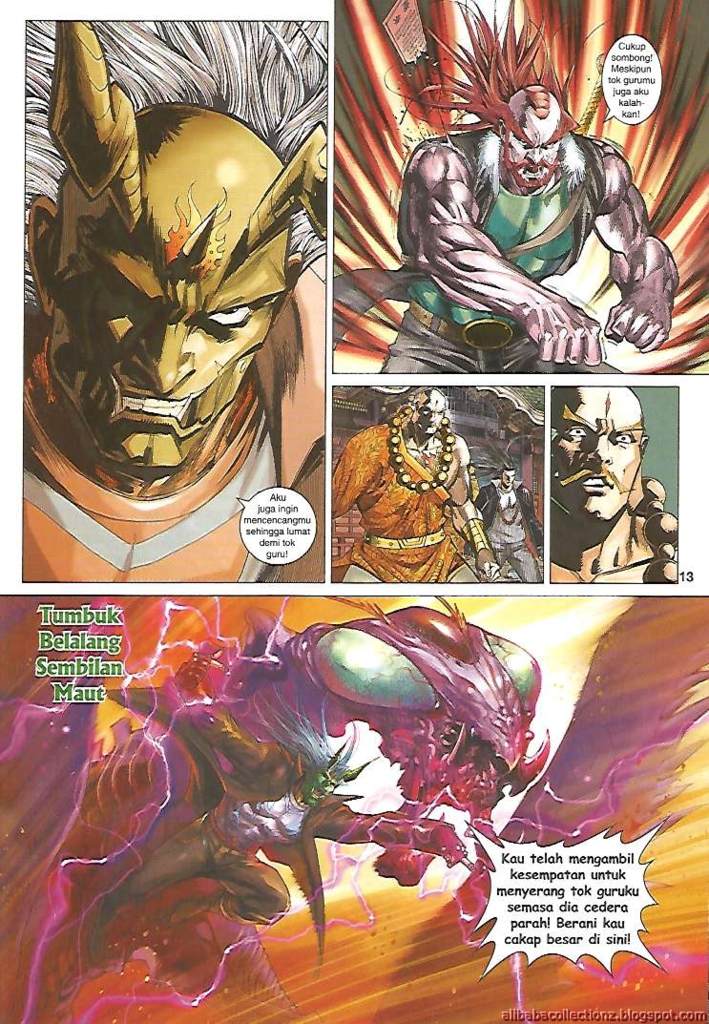 Cukup
sombong!
Meskipun
tok gurumu
juga aku
kalah-
kan!
Aku
juga ingin
mencencangmu
sehingga lumat
demi tok
guru!
13
Tumbuk
Belalang
Sembilan
Maut
Kau telah mengambil
kesempatan untuk
menyerang tok guruku
semasa dia cedera
parah! Berani kau
cakap besar di sini!
alibabacollectionz.blogspot.com